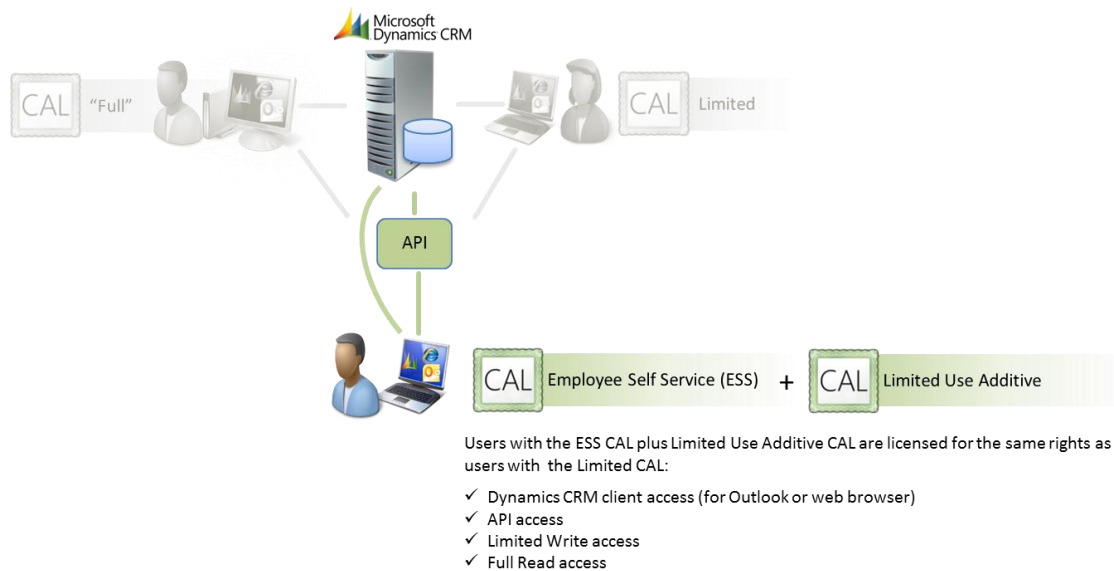 Microsoft
Dynamics CRM
CAL "Full"
CAL Limited
API
CAL Employee Self Service (ESS) + CAL Limited Use Additive
Users with the ESS CAL plus Limited Use Additive CAL are licensed for the same rights as
users with the Limited CAL:
✓ Dynamics CRM client access (for Outlook or web browser)
✓ API access
✓ Limited Write access
✓ Full Read access